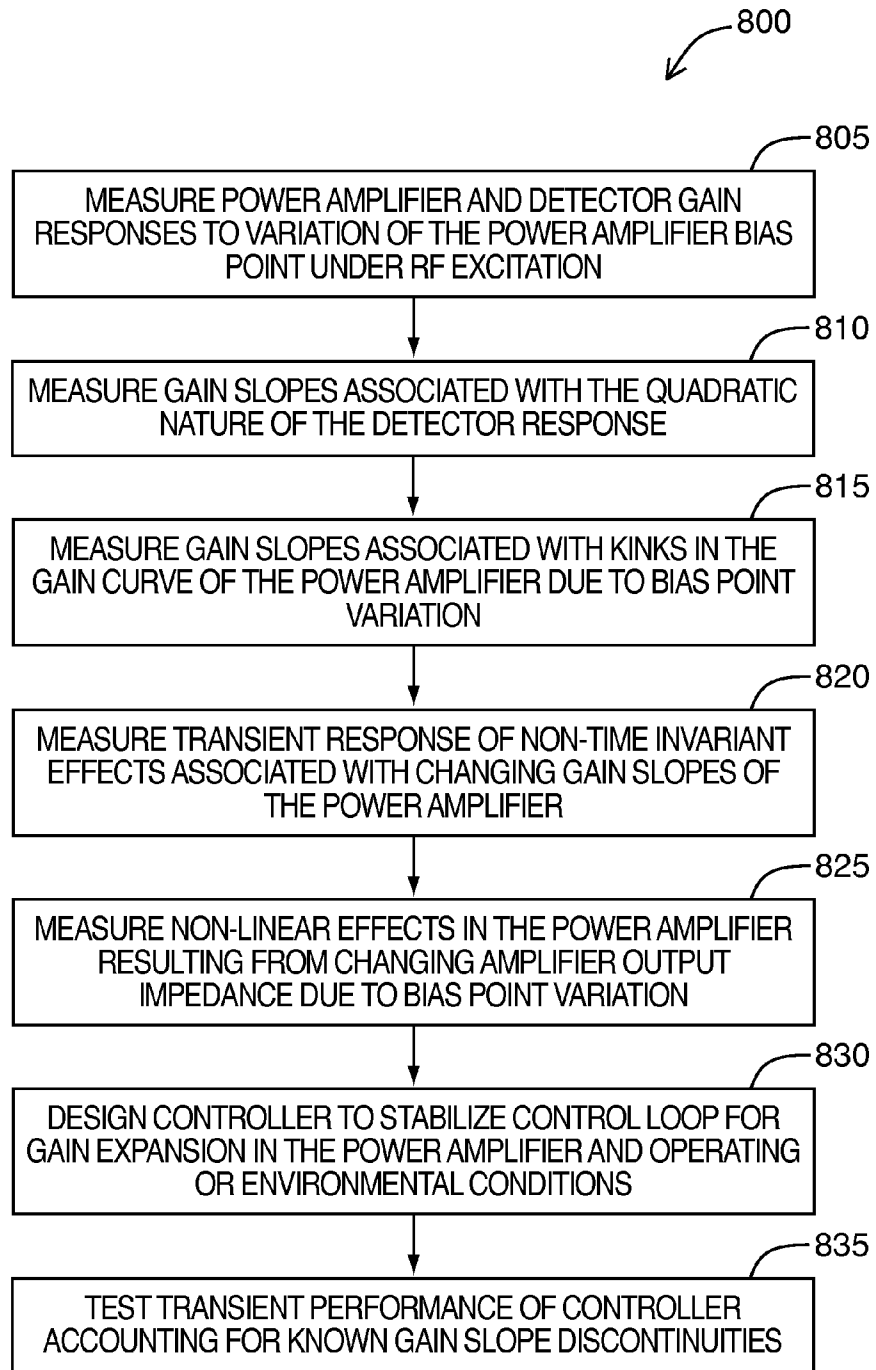 800
805
MEASURE POWER AMPLIFIER AND DETECTOR GAIN
RESPONSES TO VARIATION OF THE POWER AMPLIFIER BIAS
POINT UNDER RF EXCITATION
810
MEASURE GAIN SLOPES ASSOCIATED WITH THE QUADRATIC
NATURE OF THE DETECTOR RESPONSE
815
MEASURE GAIN SLOPES ASSOCIATED WITH KINKS IN THE
GAIN CURVE OF THE POWER AMPLIFIER DUE TO BIAS POINT
VARIATION
820
MEASURE TRANSIENT RESPONSE OF NON-TIME INVARIANT
EFFECTS ASSOCIATED WITH CHANGING GAIN SLOPES OF
THE POWER AMPLIFIER
825
MEASURE NON-LINEAR EFFECTS IN THE POWER AMPLIFIER
RESULTING FROM CHANGING AMPLIFIER OUTPUT
IMPEDANCE DUE TO BIAS POINT VARIATION
830
DESIGN CONTROLLER TO STABILIZE CONTROL LOOP FOR
GAIN EXPANSION IN THE POWER AMPLIFIER AND OPERATING
OR ENVIRONMENTAL CONDITIONS
835
TEST TRANSIENT PERFORMANCE OF CONTROLLER
ACCOUNTING FOR KNOWN GAIN SLOPE DISCONTINUITIES